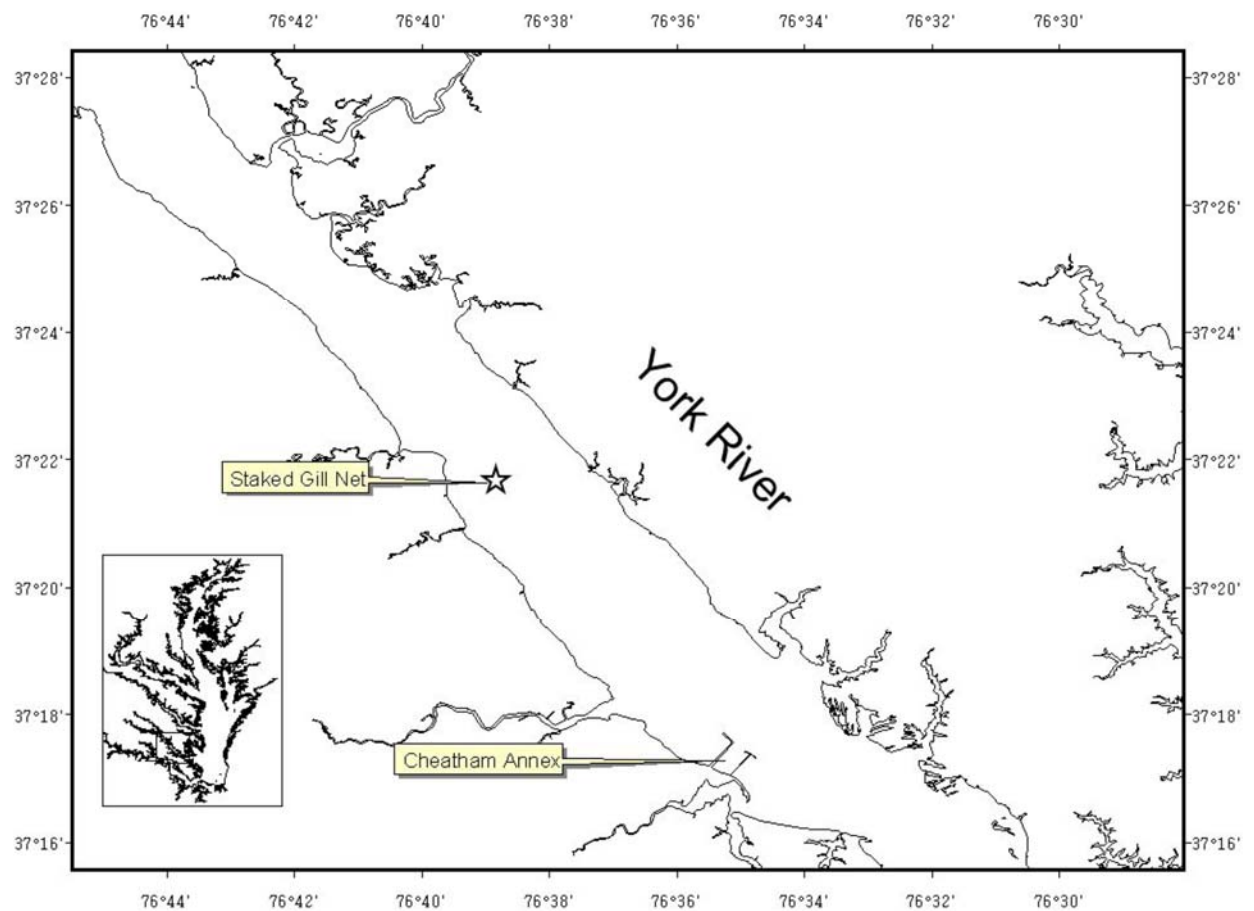 76°44' 76°42' 76°40' 76°38' 76°36' 76°35' 76°34' 76°32' 76°30'
37°28' 37°28'
37°26' 37°26'
37°24' 37°24'
York River
37°22' 37°22'
Staked Gill Net
37°20' 37°20'
37°18' 37°18'
Cheatham Annex
37°16' 37°16'
76°44' 76°42' 76°40' 76°38' 76°36' 76°34' 76°32' 76°30'